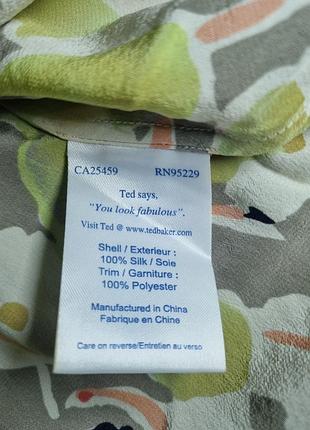 CA25459 RN95229
Ted says,
"You look fabulous".
Visit Ted @ www.tedbaker.com
Shell / Exterieur :
100% Silk / Soie
Trim / Garniture :
100% Polyester
Manufactured in China
Fabrique en Chine
Care on reverse/Entretien au verso